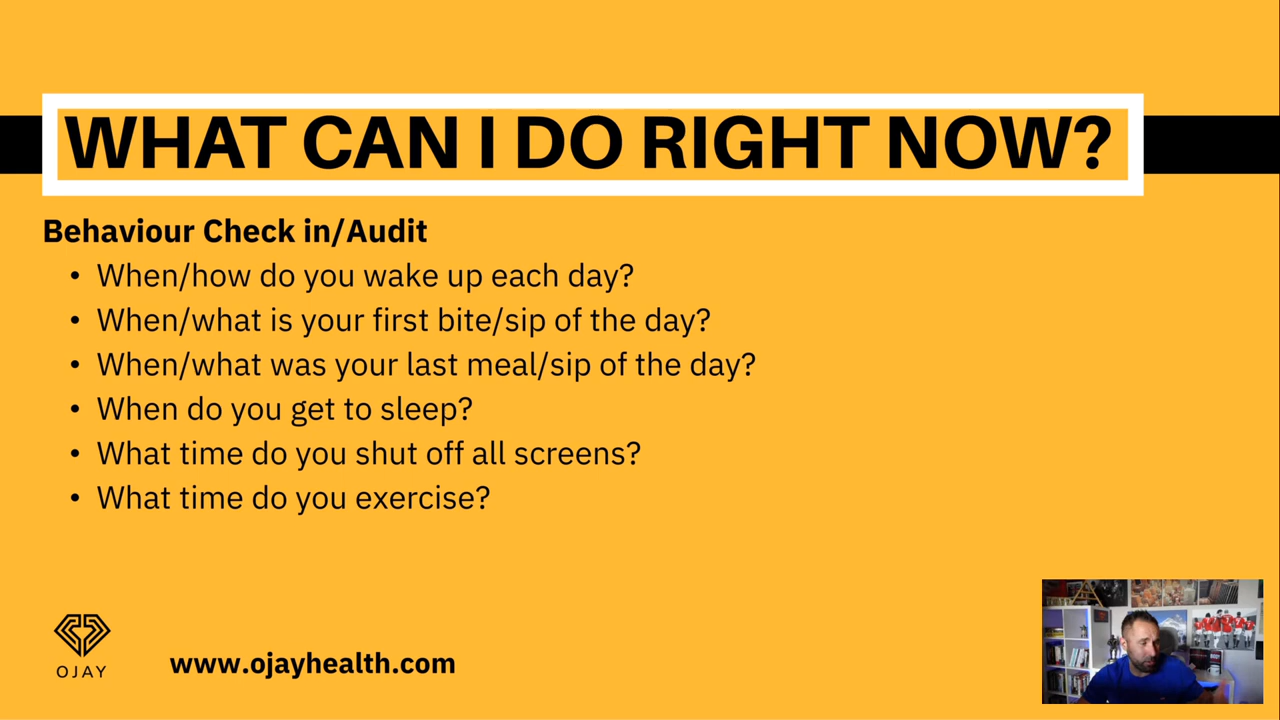 WHAT CAN I DO RIGHT NOW?
Behaviour Check in/Audit
• When/how do you wake up each day?
• When/what is your first bite/sip of the day?
• When/what was your last meal/sip of the day?
• When do you get to sleep?
• What time do you shut off all screens?
• What time do you exercise?
OJAY
www.ojayhealth.com